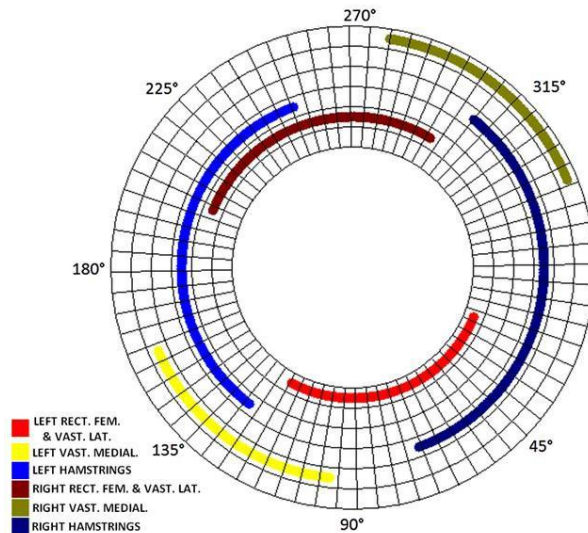 270°
225°
315°
180°
135°
45°
90°
LEFT RECT. FEM.
& VAST. LAT.
LEFT VAST. MEDIAL.
LEFT HAMSTRINGS
RIGHT RECT. FEM. & VAST. LAT.
RIGHT VAST. MEDIAL.
RIGHT HAMSTRINGS